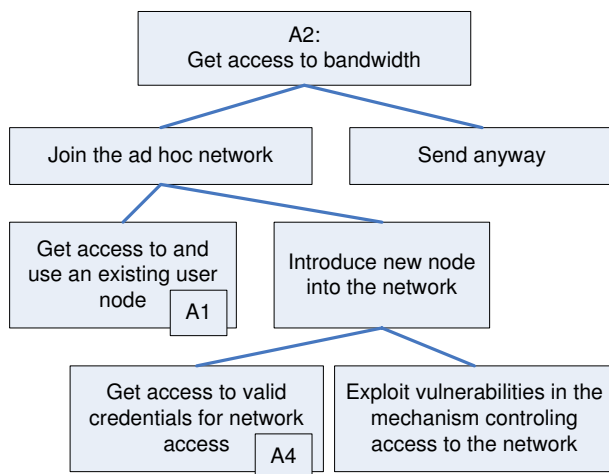 A2:
Get access to bandwidth
Join the ad hoc network
Send anyway
Get access to and
use an existing user
node
A1
Introduce new node
into the network
Get access to valid
credentials for network
access
A4
Exploit vulnerabilities in the
mechanism controling
access to the network